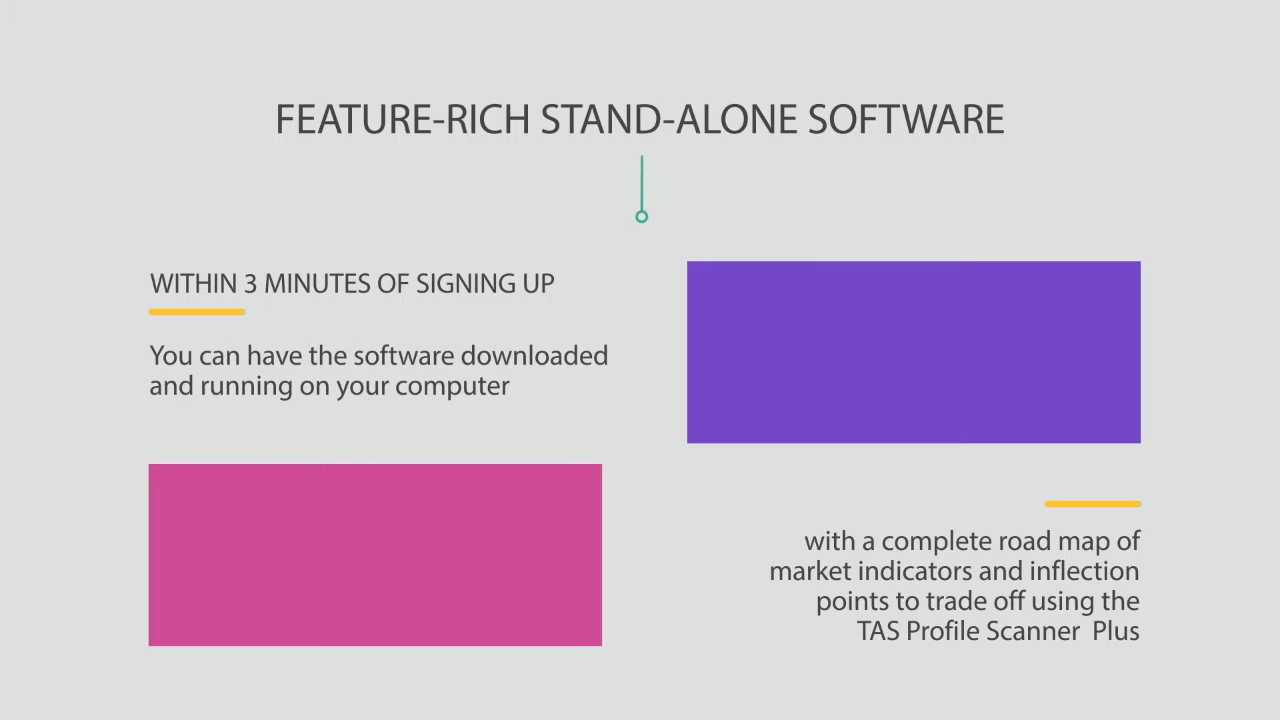 FEATURE-RICH STAND-ALONE SOFTWARE
WITHIN 3 MINUTES OF SIGNING UP
You can have the software downloaded
and running on your computer
with a complete road map of
market indicators and inflection
points to trade off using the
TAS Profile Scanner  Plus